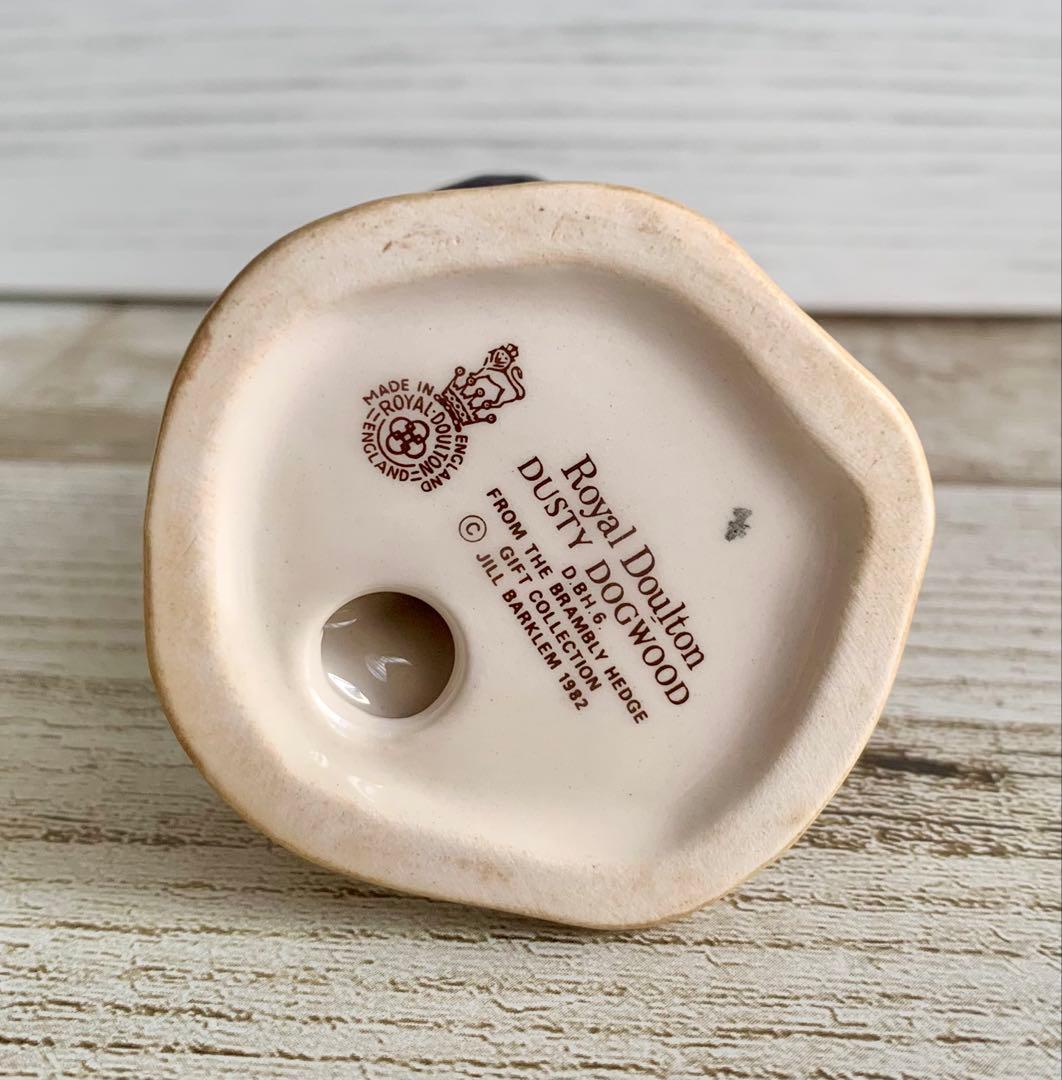 MADE IN ENGLAND
ROYAL·DOULTON
ENGLAND
Royal Doulton
DUSTY DOGWOOD
D.BH.6.
FROM THE BRAMBLY HEDGE
GIFT COLLECTION
© JILL BARKLEM 1982